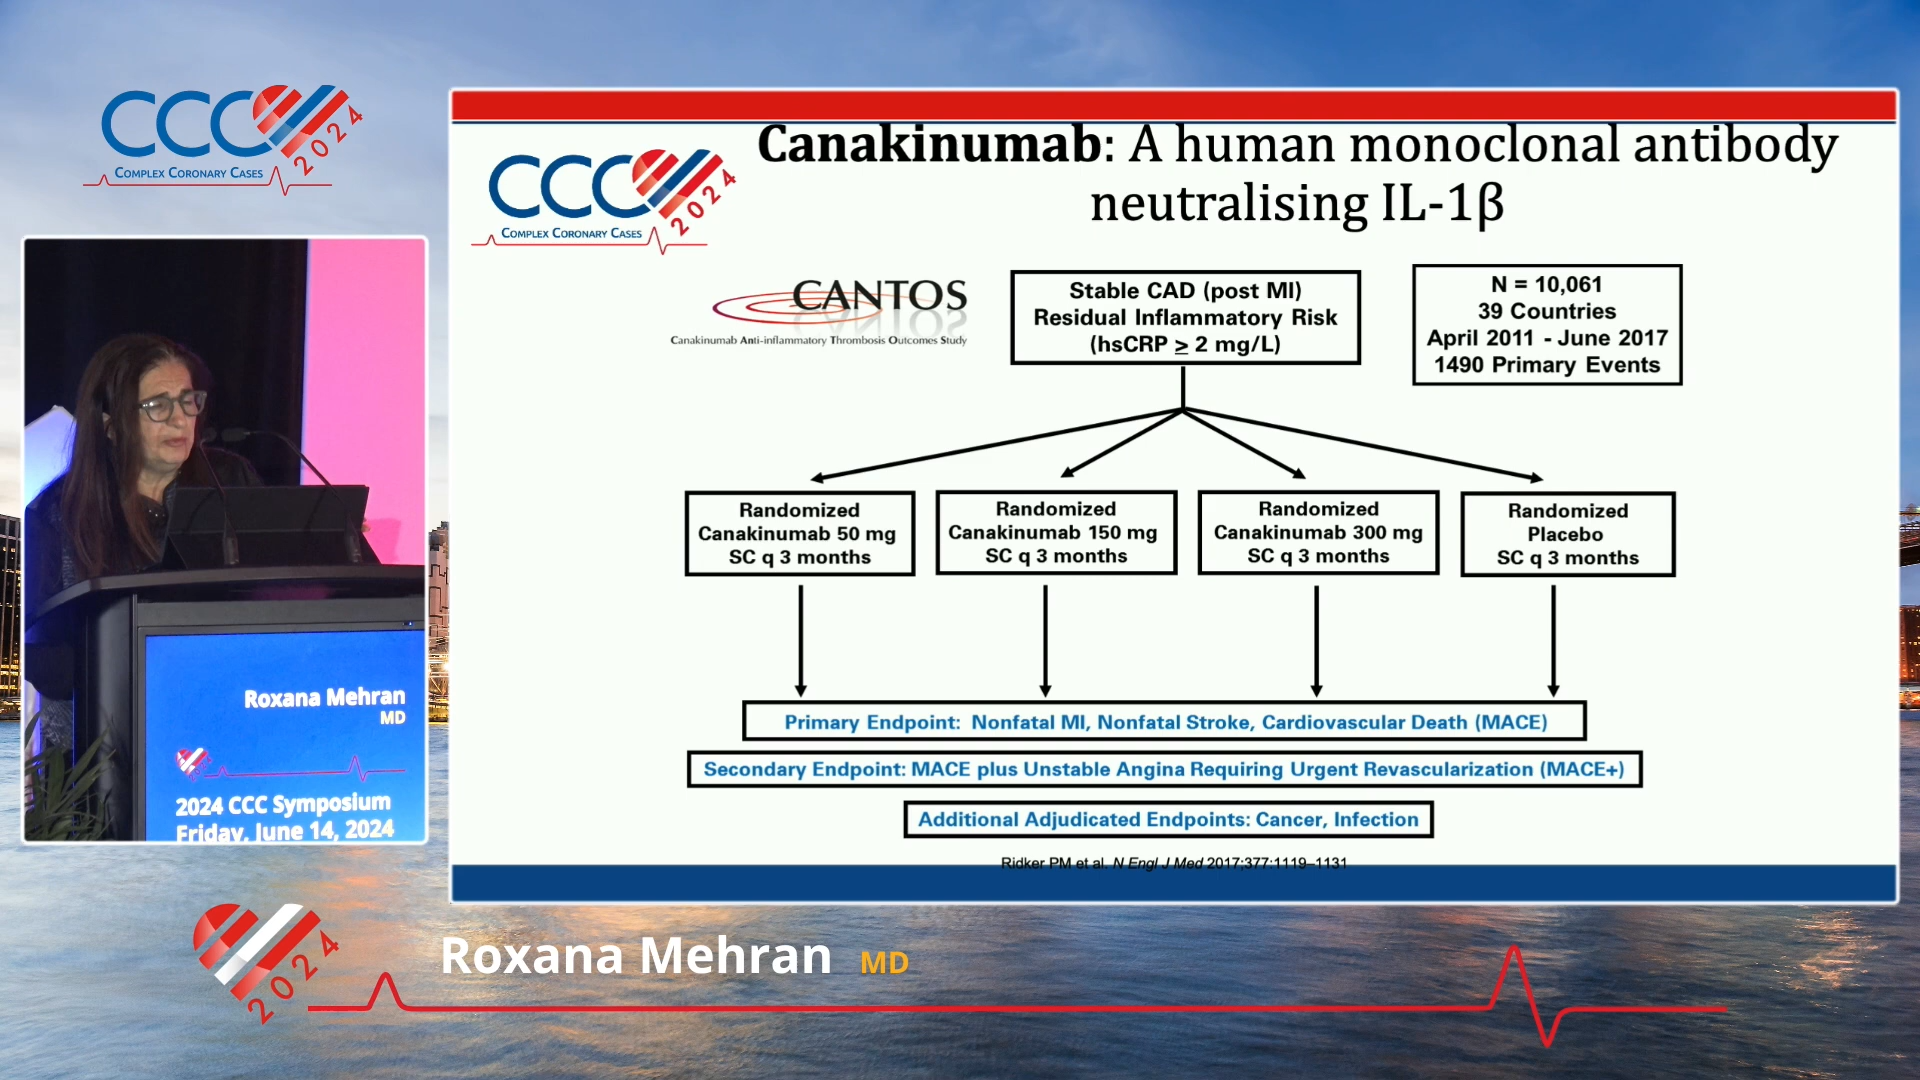 CCC
2024
COMPLEX CORONARY CASES
Canakinumab: A human monoclonal antibody
neutralising IL-1β
CCC
2024
COMPLEX CORONARY CASES
CANTOS
Canakinumab Anti-inflammatory Thrombosis Outcomes Study
Stable CAD (post MI)
Residual Inflammatory Risk
(hsCRP ≥ 2 mg/L)
N = 10,061
39 Countries
April 2011 - June 2017
1490 Primary Events
Randomized
Canakinumab 50 mg
SC q 3 months
Randomized
Canakinumab 150 mg
SC q 3 months
Randomized
Canakinumab 300 mg
SC q 3 months
Randomized
Placebo
SC q 3 months
Primary Endpoint: Nonfatal MI, Nonfatal Stroke, Cardiovascular Death (MACE)
Secondary Endpoint: MACE plus Unstable Angina Requiring Urgent Revascularization (MACE+)
Additional Adjudicated Endpoints: Cancer, Infection
Ridker PM et al. N Engl J Med 2017;377:1119–1131
Roxana Mehran
MD
2024 CCC Symposium
Friday, June 14, 2024
2024
Roxana Mehran MD